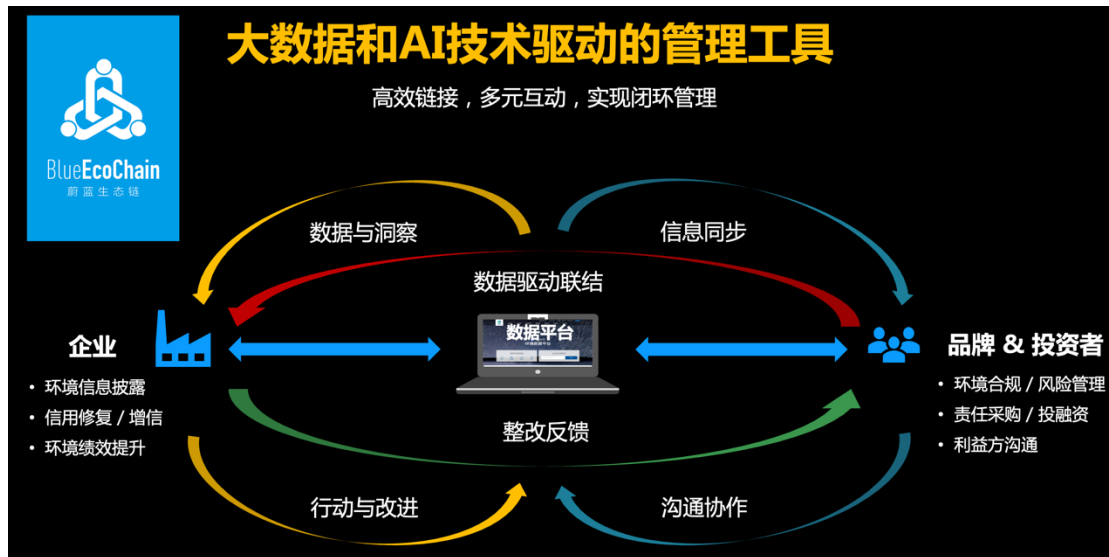 大数据和AI技术驱动的管理工具
高效链接，多元互动，实现闭环管理
BlueEcoChain
蔚蓝生态链
数据与洞察
信息同步
数据驱动联结
数据平台
企业
• 环境信息披露
• 信用修复 / 增信
• 环境绩效提升
品牌 & 投资者
• 环境合规 / 风险管理
• 责任采购 / 投融资
• 利益方沟通
整改反馈
行动与改进
沟通协作